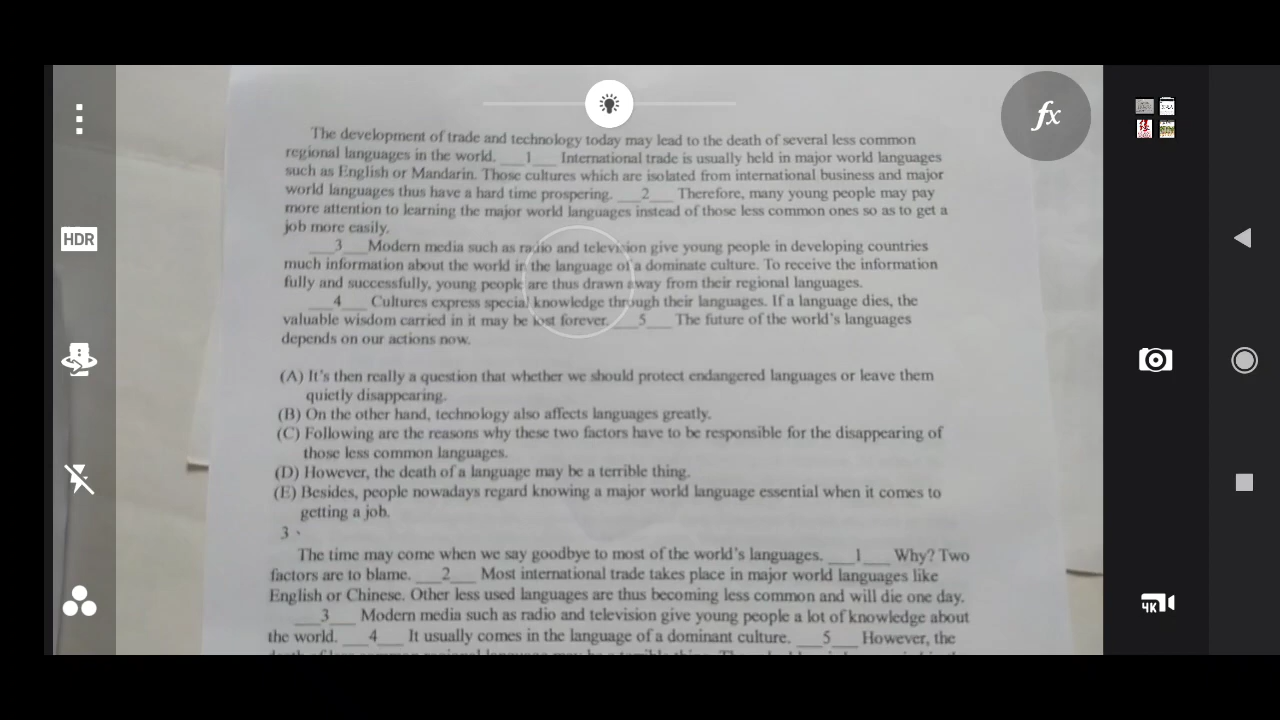 The development of trade and technology today may lead to the death of several less common
regional languages in the world. ___1___ International trade is usually held in major world languages
such as English or Mandarin. Those cultures which are isolated from international business and major
world languages thus have a hard time prospering. ___2___ Therefore, many young people may pay
more attention to learning the major world languages instead of those less common ones so as to get a
job more easily.
___3___ Modern media such as radio and television give young people in developing countries
much information about the world in the language of a dominate culture. To receive the information
fully and successfully, young people are thus drawn away from their regional languages.
___4___ Cultures express special knowledge through their languages. If a language dies, the
valuable wisdom carried in it may be lost forever. ___5___ The future of the world's languages
depends on our actions now.
(A) It's then really a question that whether we should protect endangered languages or leave them
quietly disappearing.
(B) On the other hand, technology also affects languages greatly.
(C) Following are the reasons why these two factors have to be responsible for the disappearing of
those less common languages.
(D) However, the death of a language may be a terrible thing.
(E) Besides, people nowadays regard knowing a major world language essential when it comes to
getting a job.
3、
The time may come when we say goodbye to most of the world's languages. ___1___ Why? Two
factors are to blame. ___2___ Most international trade takes place in major world languages like
English or Chinese. Other less used languages are thus becoming less common and will die one day.
___3___ Modern media such as radio and television give young people a lot of knowledge about
the world. ___4___ It usually comes in the language of a dominant culture. ___5___ However, the
HDR
fx
4K